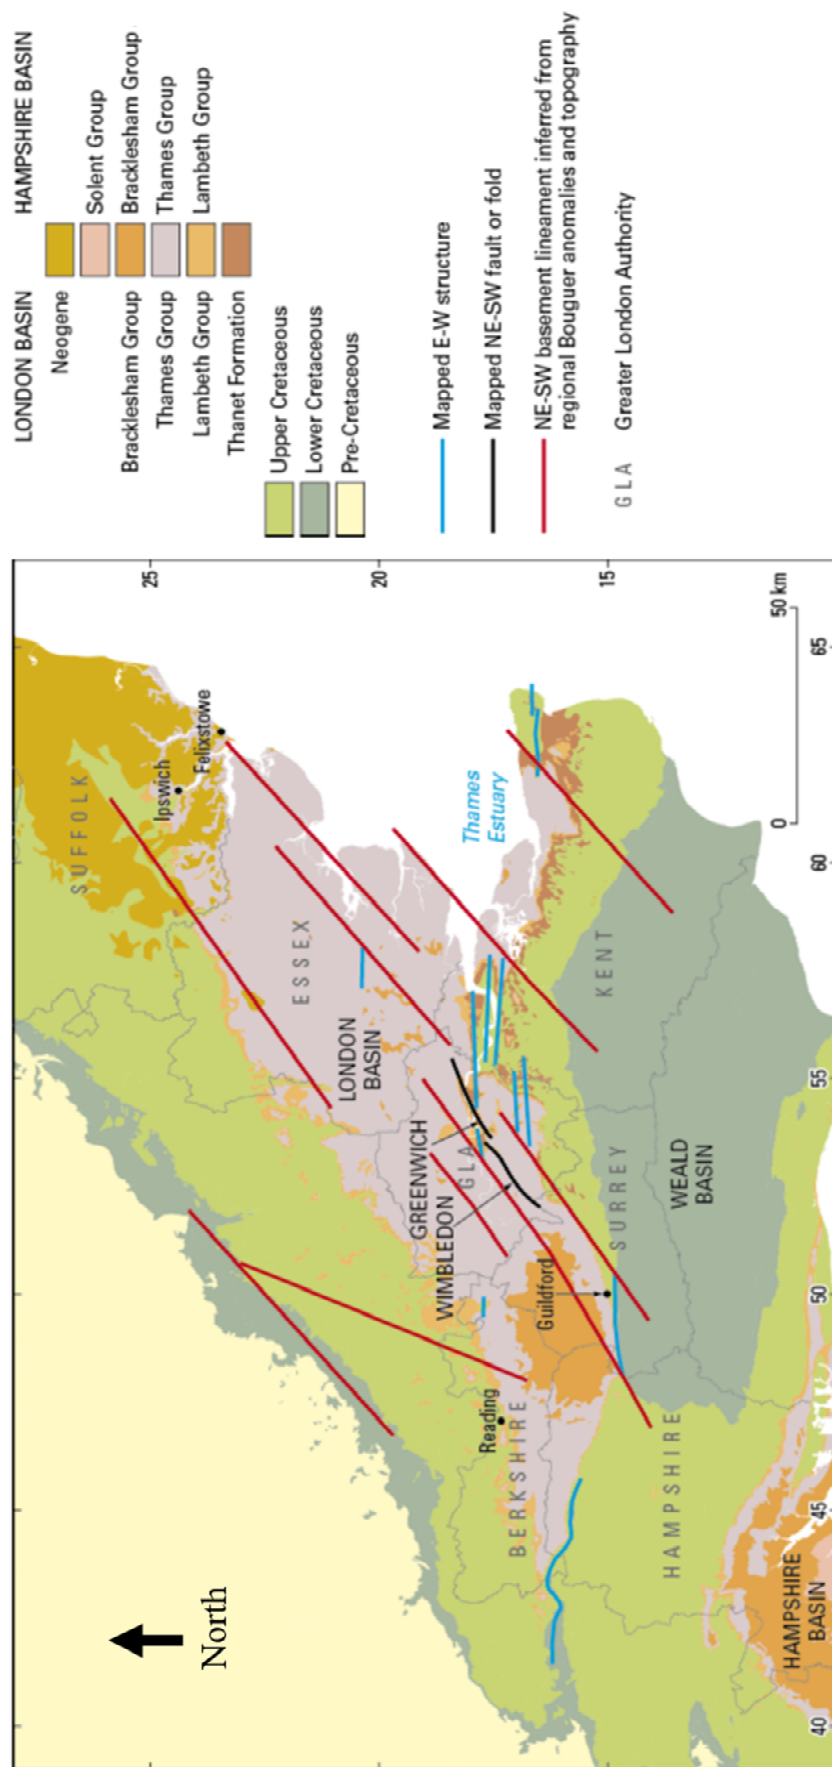 LONDON BASIN
HAMPSHIRE BASIN
Neogene
Solent Group
Bracklesham Group
Bracklesham Group
Thames Group
Thames Group
Lambeth Group
Lambeth Group
Thanet Formation
Upper Cretaceous
Lower Cretaceous
Pre-Cretaceous
Mapped E-W structure
Mapped NE-SW fault or fold
NE-SW basement lineament inferred from
regional Bouguer anomalies and topography
GLA Greater London Authority
North
SUFFOLK
Ipswich
Felixstowe
ESSEX
LONDON
BASIN
Thames
Estuary
GREENWICH
WIMBLEDON
GLA
Reading
BERKSHIRE
Guildford
SURREY
KENT
WEALD
BASIN
HAMPSHIRE
HAMPSHIRE
BASIN
25
20
15
0
50 km
40
45
50
55
60
65